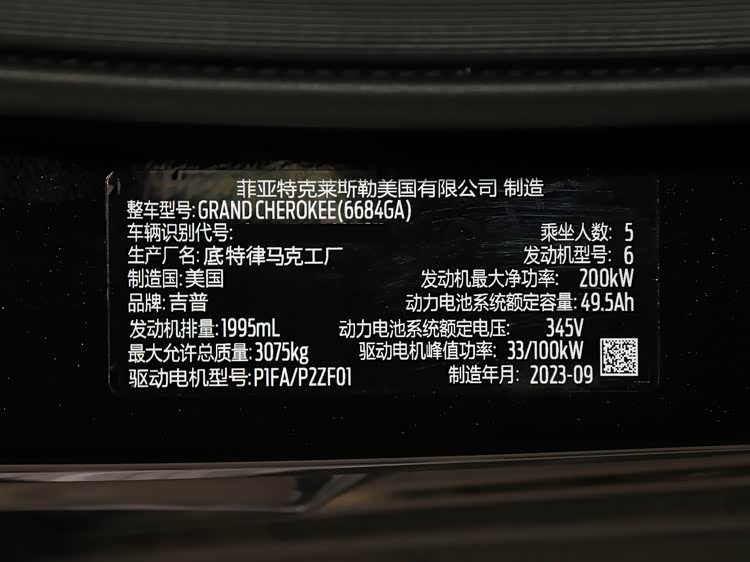 菲亚特克莱斯勒美国有限公司 制造
整车型号: GRAND CHEROKEE(6684GA)
车辆识别代号: 乘坐人数: 5
生产厂名: 底特律马克工厂 发动机型号: 6
制造国: 美国 发动机最大净功率: 200kW
品牌: 吉普 动力电池系统额定容量: 49.5Ah
发动机排量: 1995mL 动力电池系统额定电压: 345V
最大允许总质量: 3075kg 驱动电机峰值功率: 33/100kW
驱动电机型号: P1FA/P2ZF01 制造年月: 2023-09